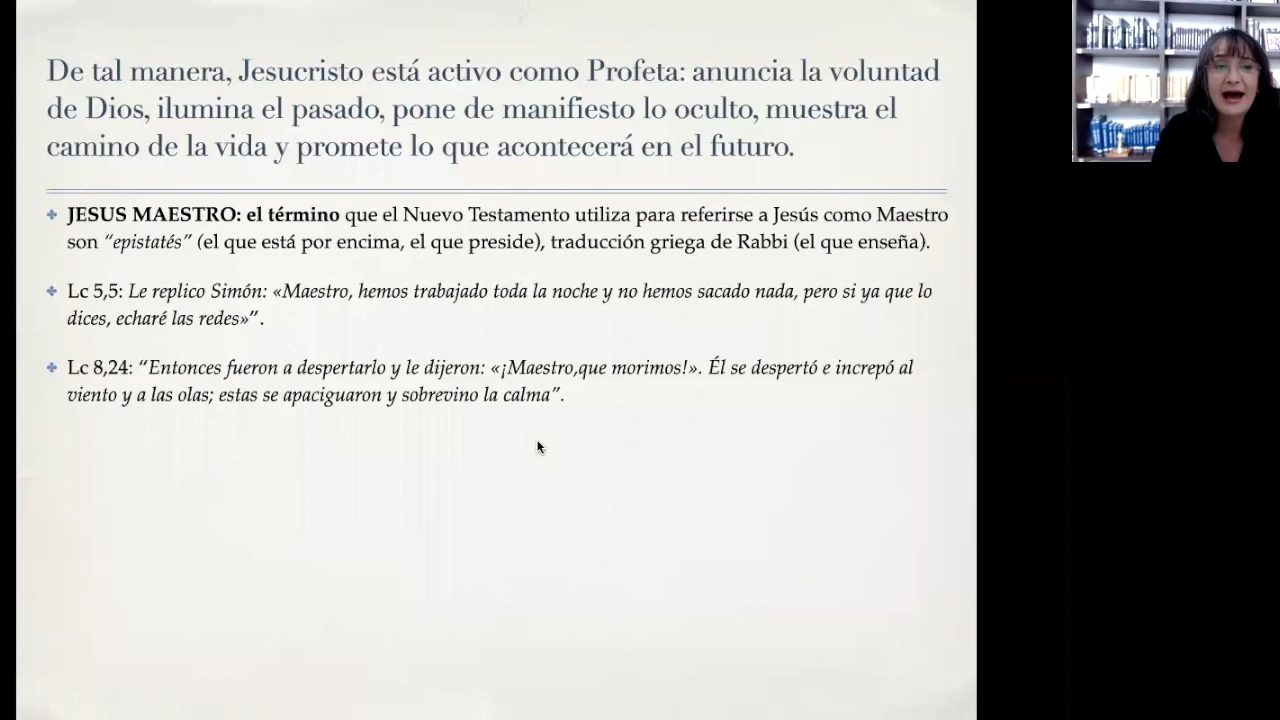 De tal manera, Jesucristo está activo como Profeta: anuncia la voluntad
de Dios, ilumina el pasado, pone de manifiesto lo oculto, muestra el
camino de la vida y promete lo que acontecerá en el futuro.
JESUS MAESTRO: el término que el Nuevo Testamento utiliza para referirse a Jesús como Maestro
son “epistatés” (el que está por encima, el que preside), traducción griega de Rabbi (el que enseña).
Lc 5,5: Le replico Simón: «Maestro, hemos trabajado toda la noche y no hemos sacado nada, pero si ya que lo
dices, echaré las redes»”.
Lc 8,24: “Entonces fueron a despertarlo y le dijeron: «¡Maestro,que morimos!». Él se despertó e increpó al
viento y a las olas; estas se apaciguaron y sobrevino la calma”.